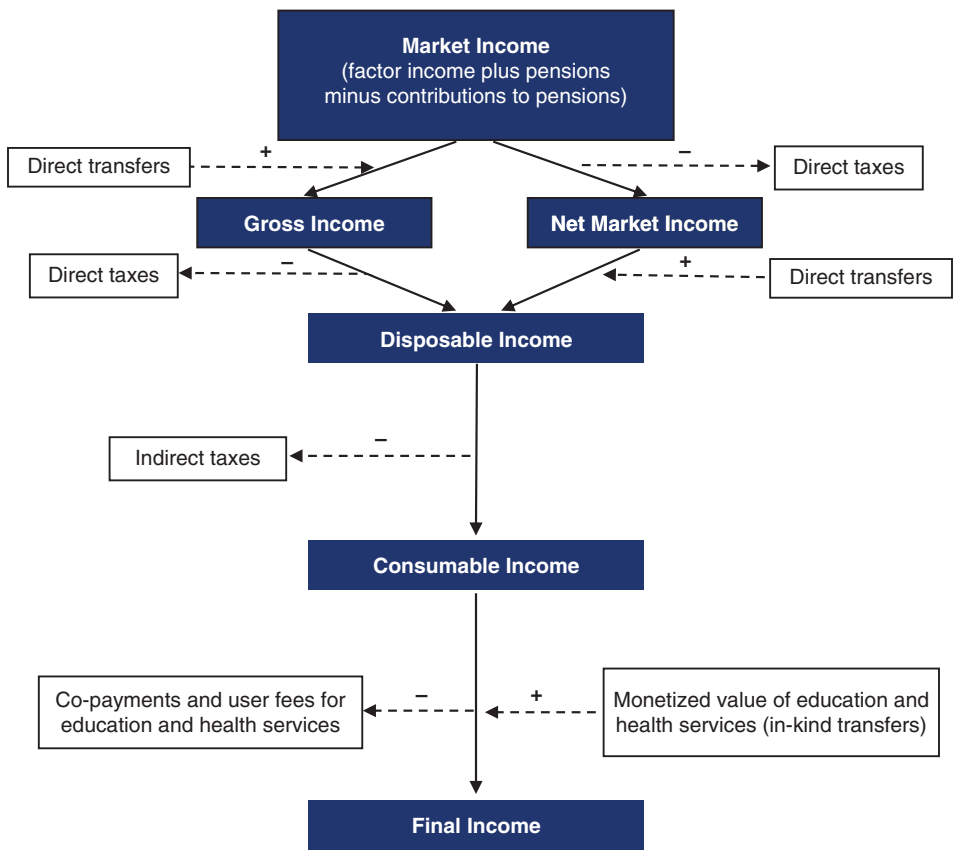 Market Income
(factor income plus pensions
minus contributions to pensions)
+
–
Direct transfers
Direct taxes
Gross Income
Net Market Income
–
+
Direct taxes
Direct transfers
Disposable Income
–
Indirect taxes
Consumable Income
–
+
Co-payments and user fees for
education and health services
Monetized value of education and
health services (in-kind transfers)
Final Income